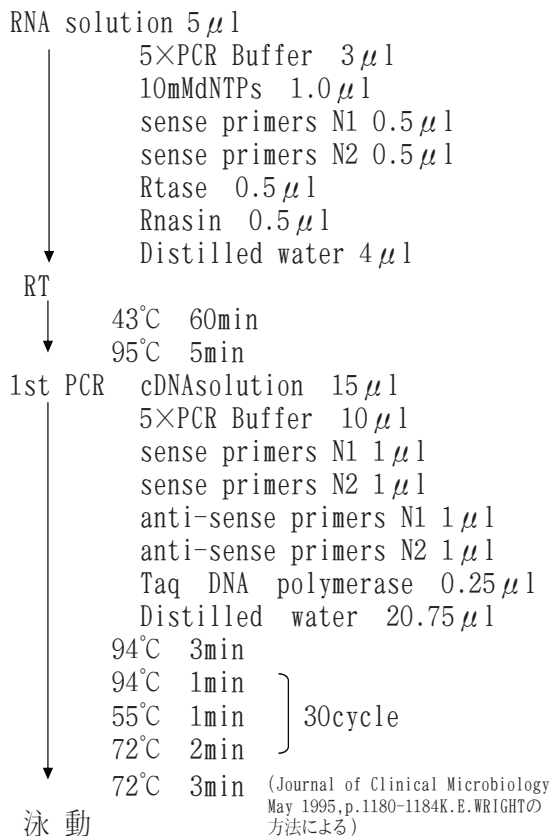 RNA solution 5μl
5×PCR Buffer 3μl
10mMdNTPs 1.0μl
sense primers N1 0.5μl
sense primers N2 0.5μl
Rtase 0.5μl
Rnasin 0.5μl
Distilled water 4μl
RT
43℃ 60min
95℃ 5min
1st PCR cDNAsolution 15μl
5×PCR Buffer 10μl
sense primers N1 1μl
sense primers N2 1μl
anti-sense primers N1 1μl
anti-sense primers N2 1μl
Taq DNA polymerase 0.25μl
Distilled water 20.75μl
94℃ 3min
94℃ 1min
55℃ 1min 30cycle
72℃ 2min
72℃ 3min
(Journal of Clinical Microbiology
May 1995,p.1180-1184K.E.WRIGHTの
方法による)
泳動